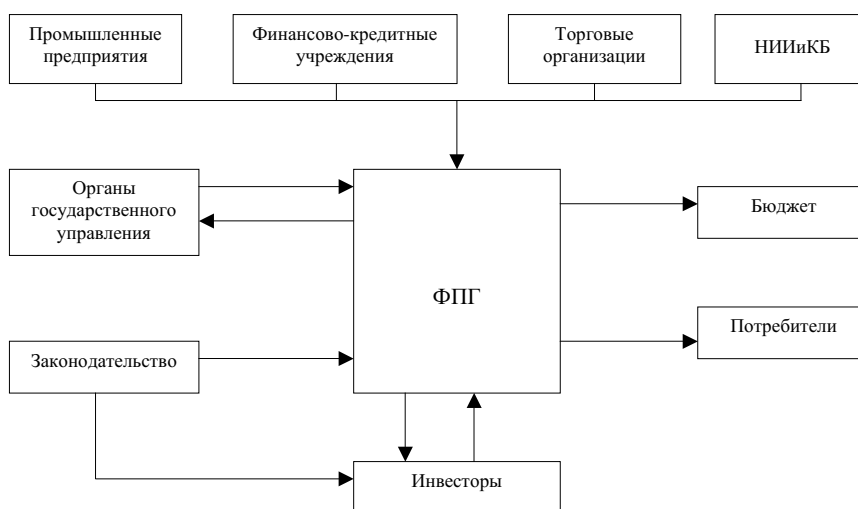 Промышленные
предприятия
Финансово-кредитные
учреждения
Торговые
организации
НИИиКБ
Органы
государственного
управления
Бюджет
ФПГ
Потребители
Законодательство
Инвесторы